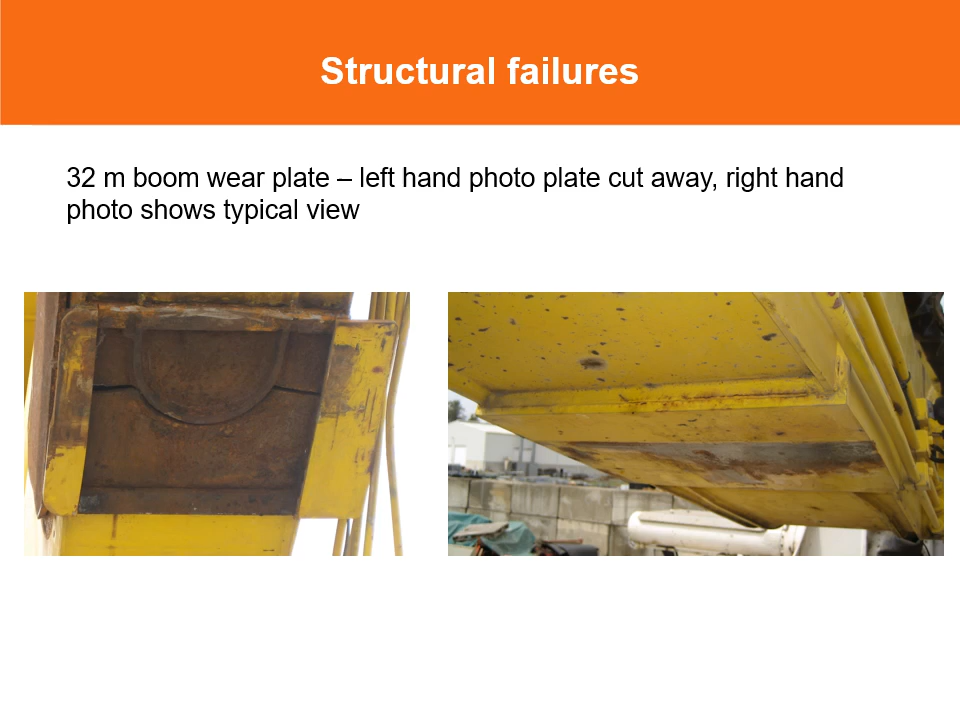 Structural failures
32 m boom wear plate – left hand photo plate cut away, right hand
photo shows typical view